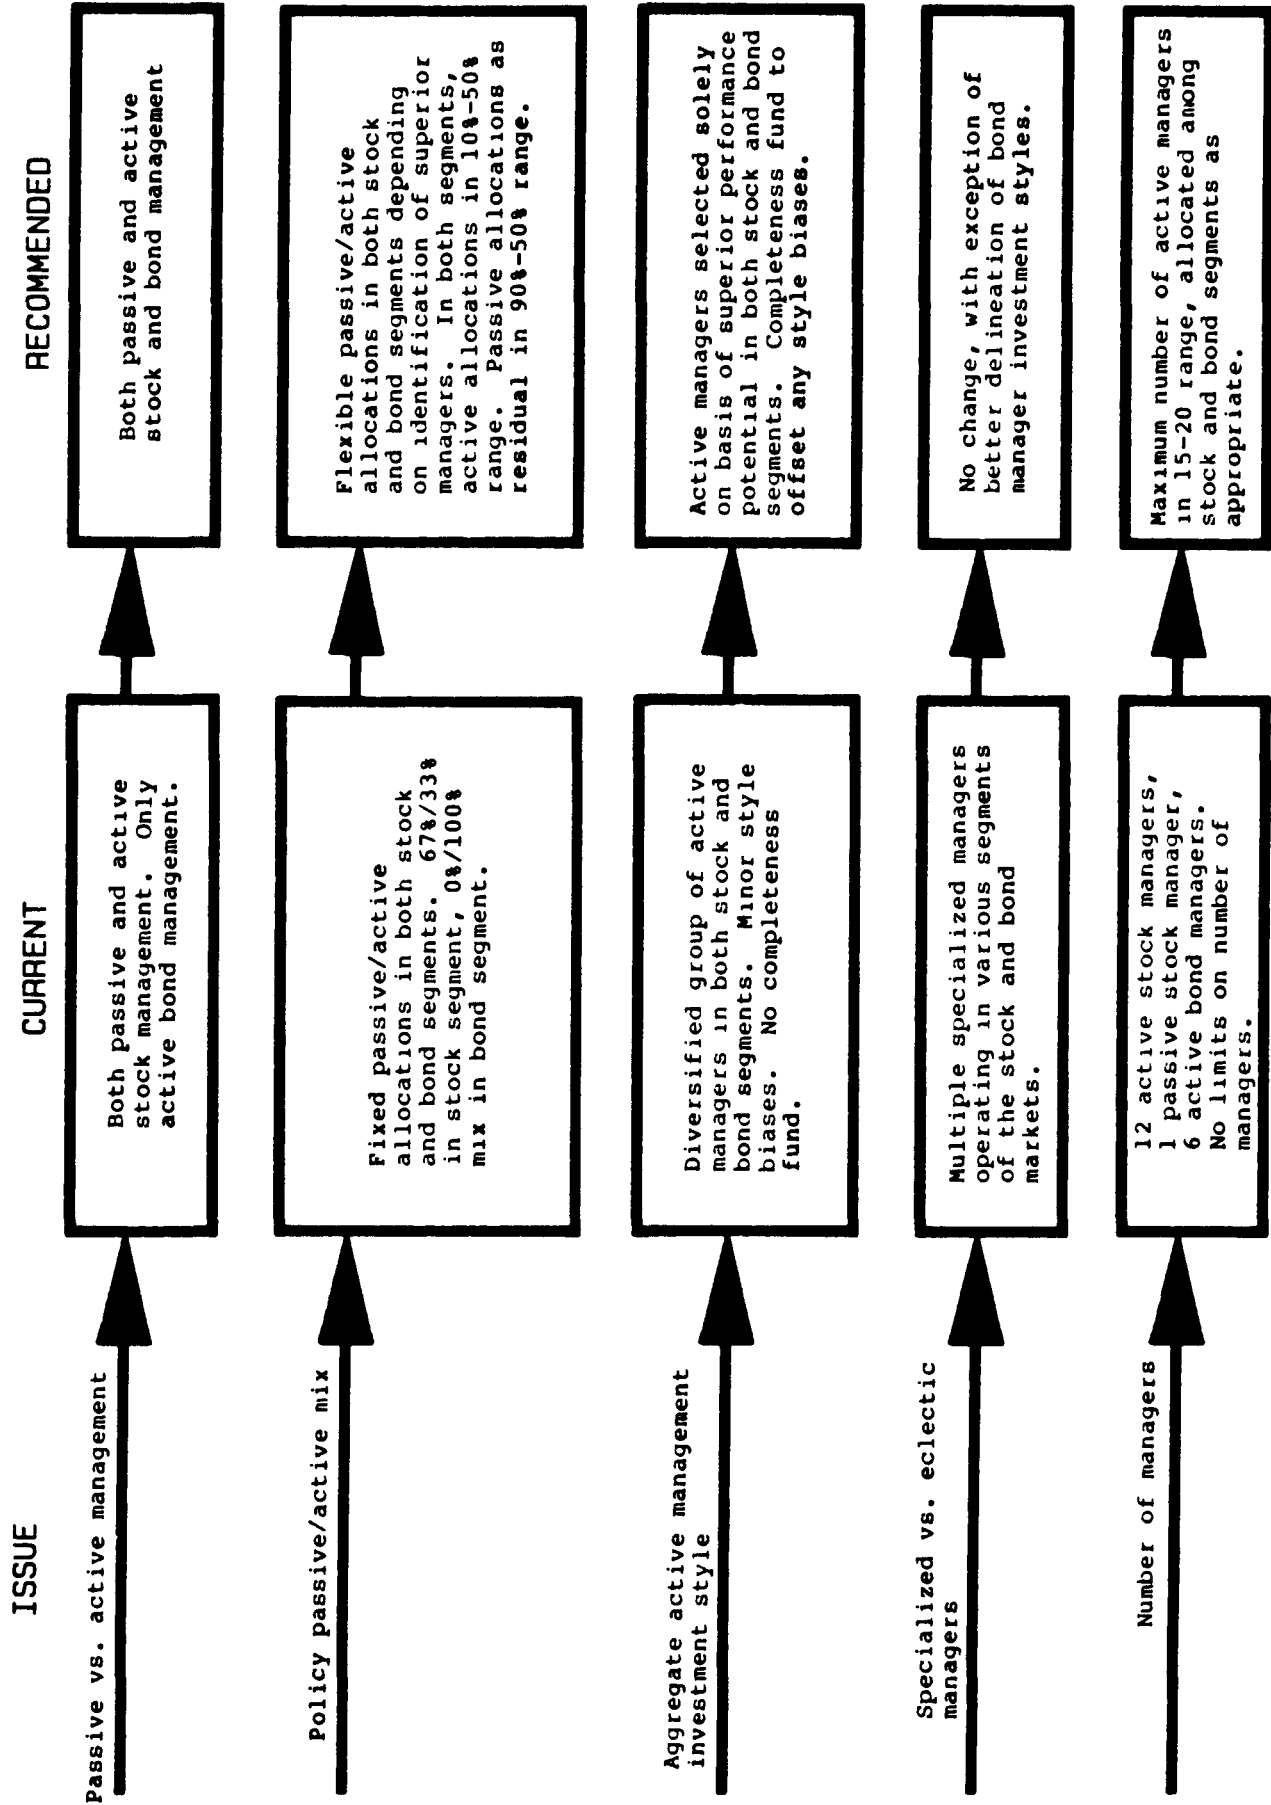 ISSUE
CURRENT
RECOMMENDED
Passive vs. active management
Both passive and active
stock management. Only
active bond management.
Both passive and active
stock and bond management
Policy passive/active mix
Fixed passive/active
allocations in both stock
and bond segments. 67%/33%
in stock segment, 0%/100%
mix in bond segment.
Flexible passive/active
allocations in both stock
and bond segments depending
on identification of superior
managers. In both segments,
active allocations in 10%-50%
range. Passive allocations as
residual in 90%-50% range.
Aggregate active management
investment style
Diversified group of active
managers in both stock and
bond segments. Minor style
biases. No completeness
fund.
Active managers selected solely
on basis of superior performance
potential in both stock and bond
segments. Completeness fund to
offset any style biases.
Specialized vs. eclectic
managers
Multiple specialized managers
operating in various segments
of the stock and bond
markets.
No change, with exception of
better delineation of bond
manager investment styles.
Number of managers
12 active stock managers,
1 passive stock manager,
6 active bond managers.
No limits on number of
managers.
Maximum number of active managers
in 15-20 range, allocated among
stock and bond segments as
appropriate.